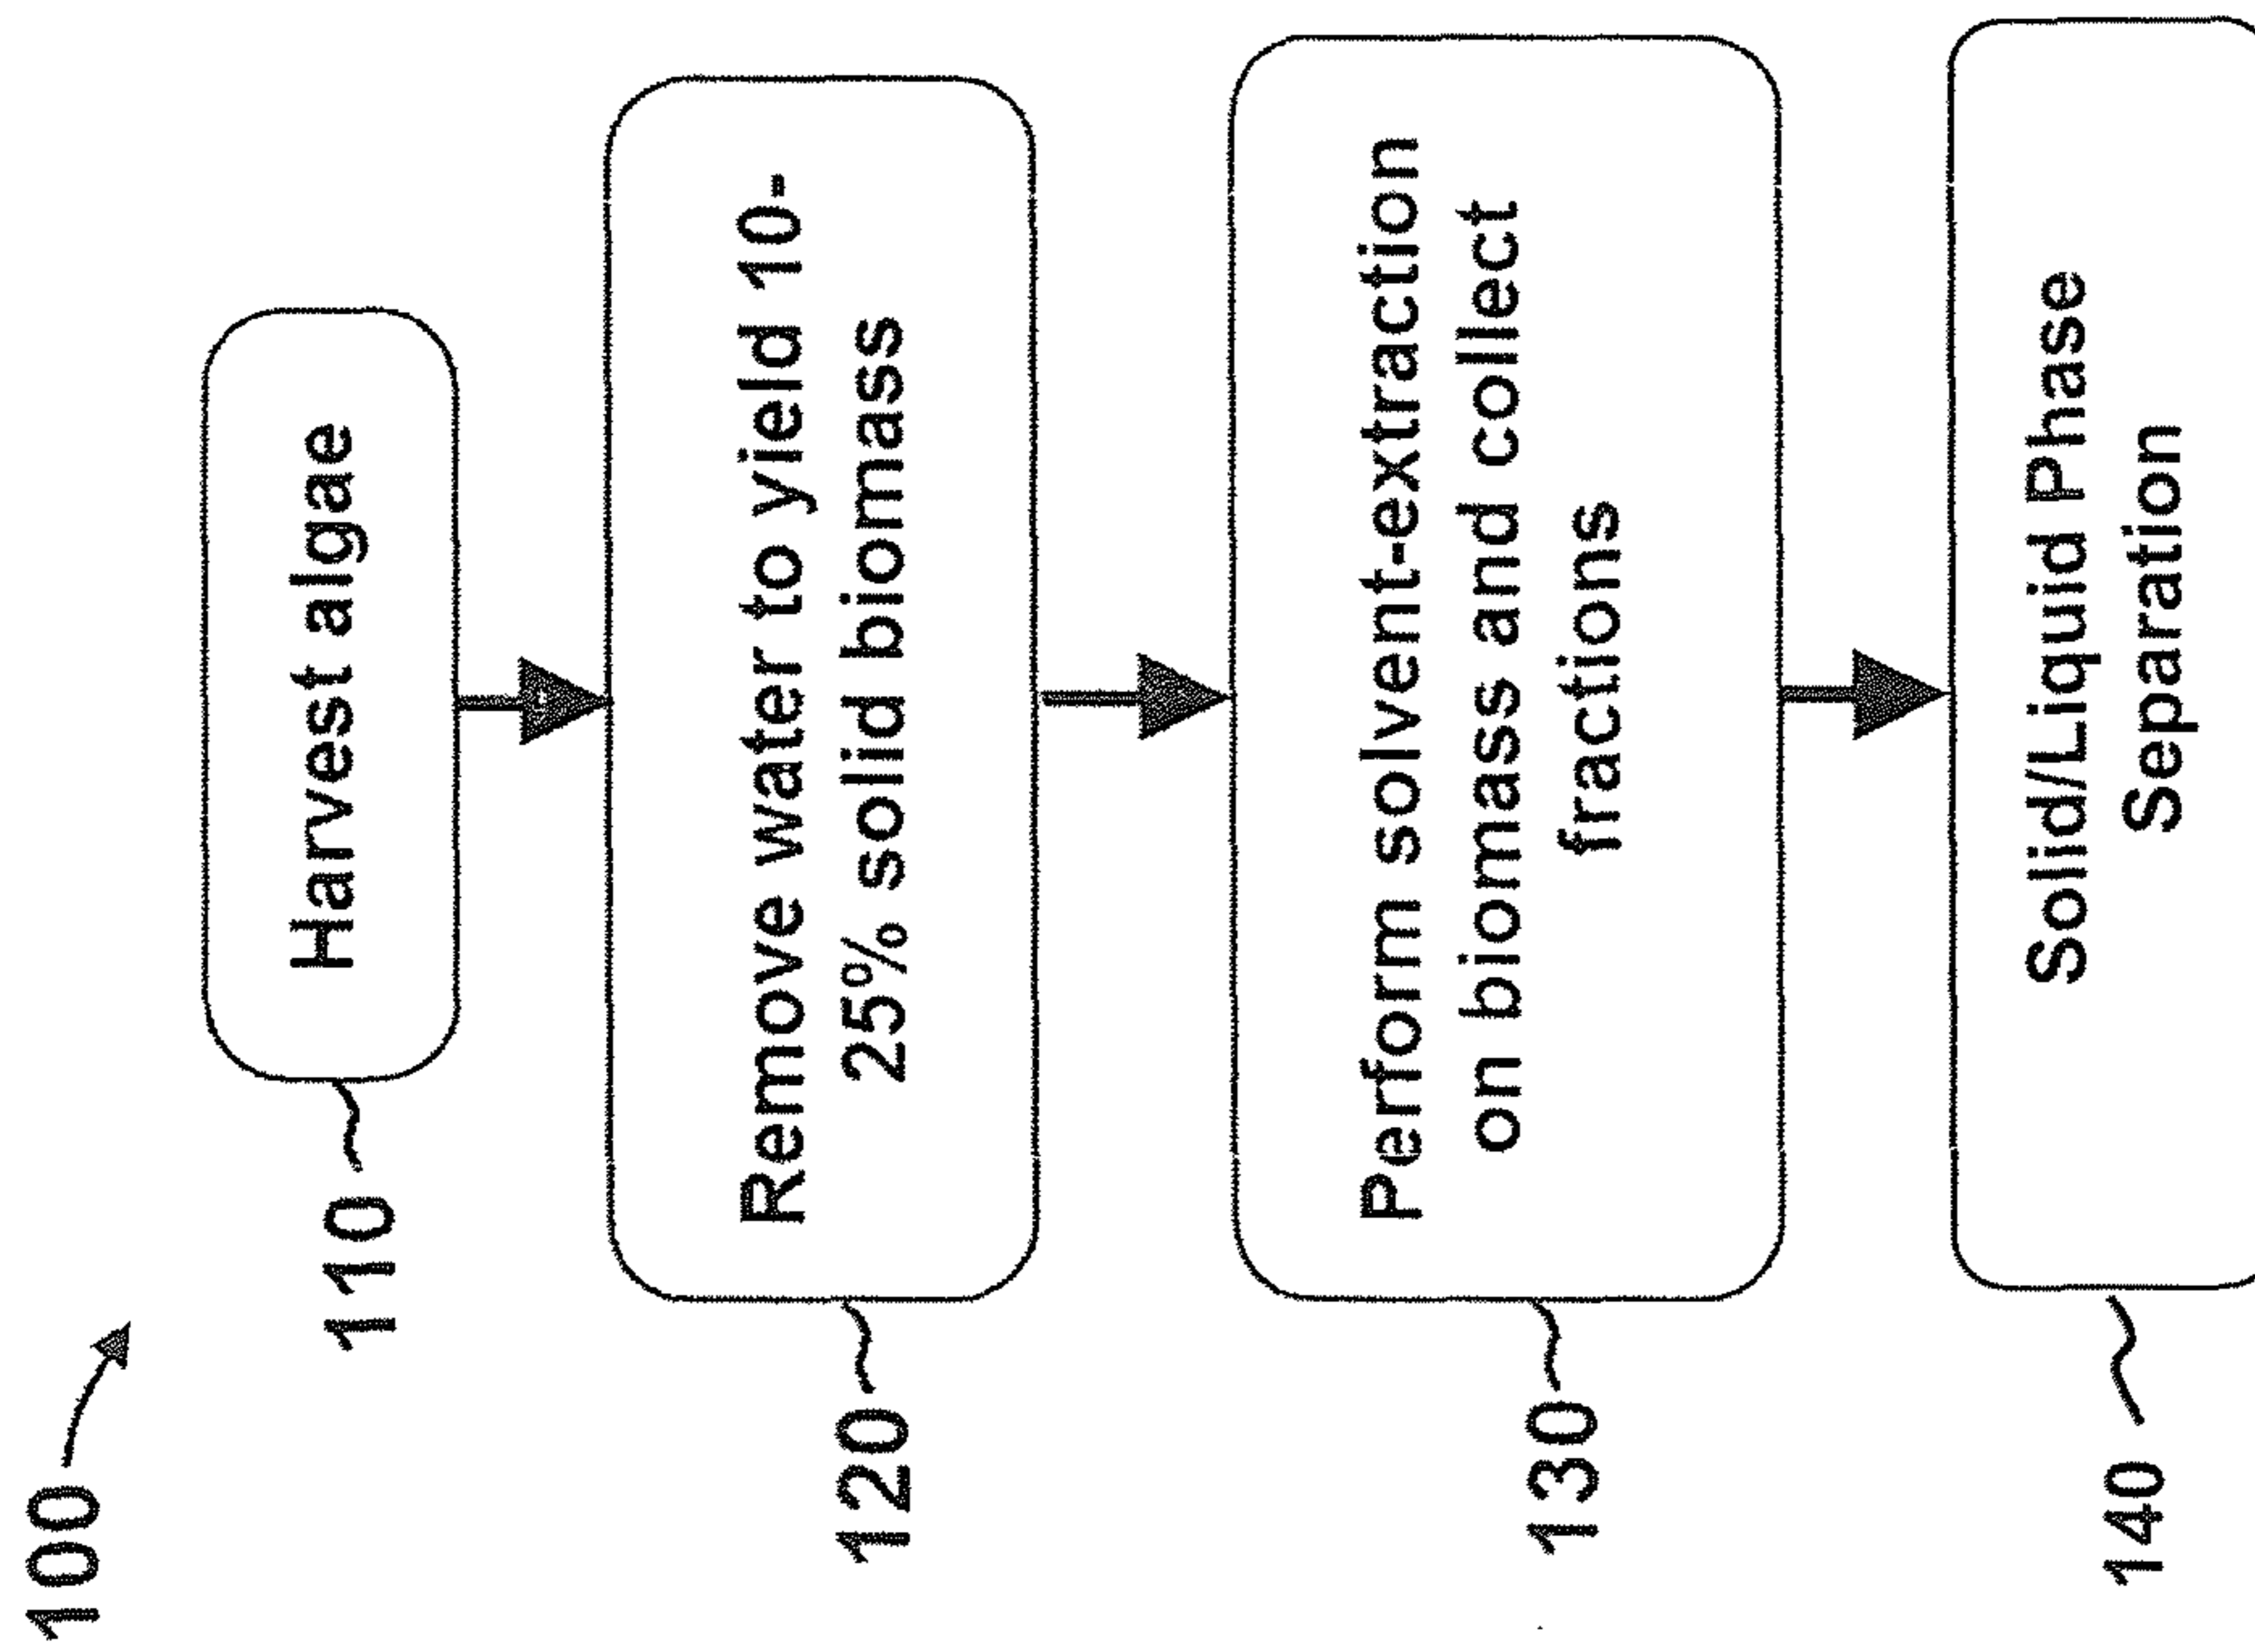 100
110
Harvest algae
120
Remove water to yield 10-
25% solid biomass
130
Perform solvent-extraction
on biomass and collect
fractions
140
Solid/Liquid Phase
Separation